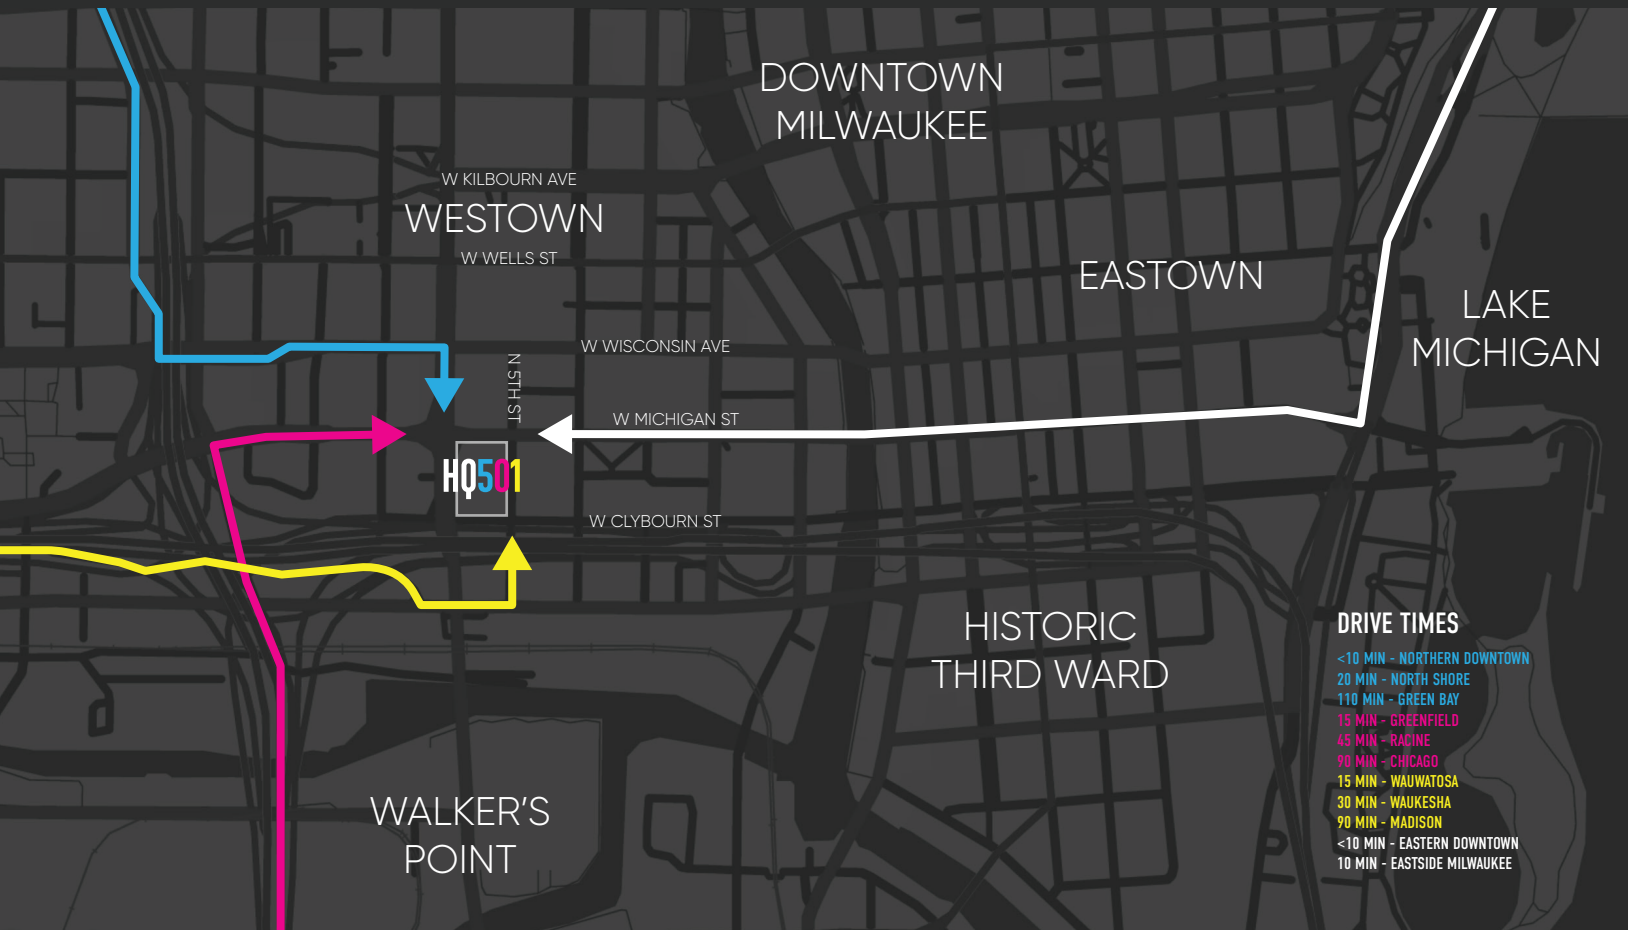 DOWNTOWN
MILWAUKEE
W KILBOURN AVE
WESTOWN
W WELLS ST
EASTOWN
LAKE
MICHIGAN
W WISCONSIN AVE
N 5TH ST
W MICHIGAN ST
HQ501
W CLYBOURN ST
HISTORIC
THIRD WARD
WALKER'S
POINT
DRIVE TIMES
<10 MIN - NORTHERN DOWNTOWN
20 MIN - NORTH SHORE
110 MIN - GREEN BAY
15 MIN - GREENFIELD
45 MIN - RACINE
90 MIN - CHICAGO
15 MIN - WAUWATOSA
30 MIN - WAUKESHA
90 MIN - MADISON
<10 MIN - EASTERN DOWNTOWN
10 MIN - EASTSIDE MILWAUKEE